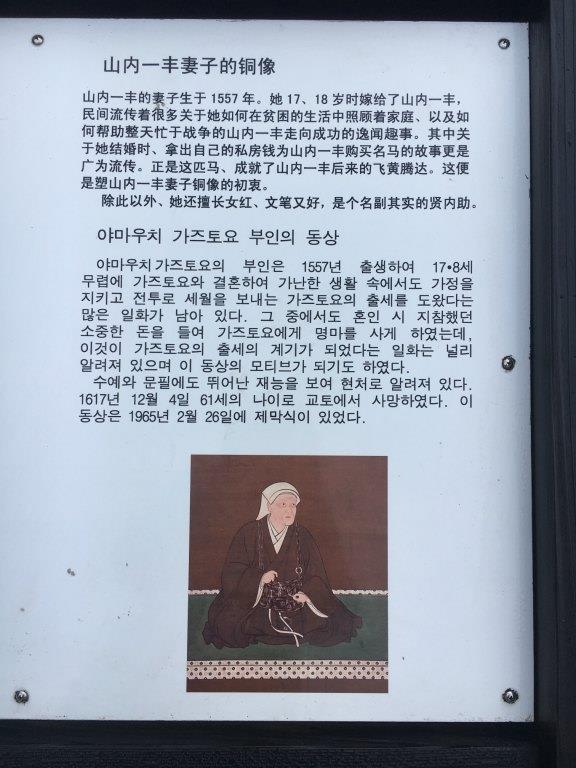 山内一丰妻子的铜像
山内一丰的妻子生于1557年。她17、18岁时嫁给了山内一丰，
民间流传着很多关于她如何在贫困的生活中照顾着家庭、以及如
何帮助整天忙于战争的山内一丰走向成功的逸闻趣事。其中关
于她结婚时、拿出自己的私房钱为山内一丰购买名马的故事更是
广为流传。正是这匹马、成就了山内一丰后来的飞黄腾达。这便
是塑山内一丰妻子铜像的初衷。
除此以外、她还擅长女红、文笔又好，是个名副其实的贤内助。
야마우치 가즈토요 부인의 동상
야마우치가즈토요의 부인은 1557년 출생하여 17•8세
무렵에 가즈토요와 결혼하여 가난한 생활 속에서도 가정을
지키고 전투로 세월을 보내는 가즈토요의 출세를 도왔다는
많은 일화가 남아 있다. 그 중에서도 혼인 시 지참했던
소중한 돈을 들여 가즈토요에게 명마를 사게 하였는데,
이것이 가즈토요의 출세의 계기가 되었다는 일화는 널리
알려져 있으며 이 동상의 모티브가 되기도 하였다.
수예와 문필에도 뛰어난 재능을 보여 현처로 알려져 있다.
1617년 12월 4일 61세의 나이로 교토에서 사망하였다. 이
동상은 1965년 2월 26일에 제막식이 있었다.